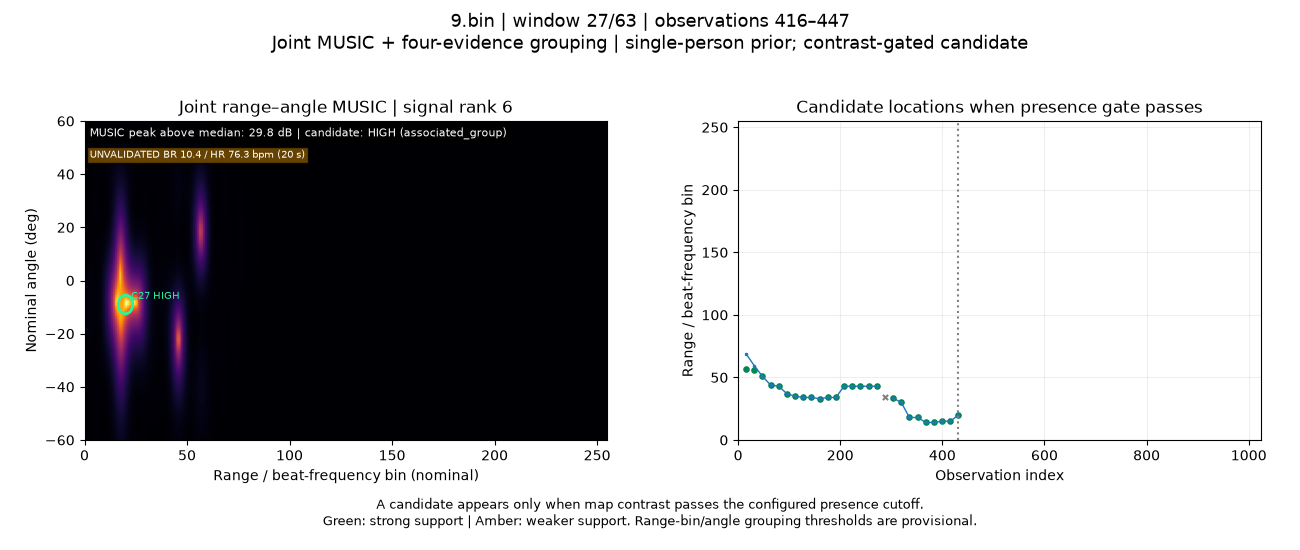 9.bin | window 27/63 | observations 416–447
Joint MUSIC + four-evidence grouping | single-person prior; contrast-gated candidate
Joint range–angle MUSIC | signal rank 6
MUSIC peak above median: 29.8 dB | candidate: HIGH (associated_group)
UNVALIDATED BR 10.4 / HR 76.3 bpm (20 s)
27 HIGH
60
40
20
0
−20
−40
−60
Nominal angle (deg)
0
50
100
150
200
250
Range / beat-frequency bin (nominal)
Candidate locations when presence gate passes
250
200
150
100
50
0
Range / beat-frequency bin
0
200
400
600
800
1000
Observation index
A candidate appears only when map contrast passes the configured presence cutoff.
Green: strong support | Amber: weaker support. Range-bin/angle grouping thresholds are provisional.